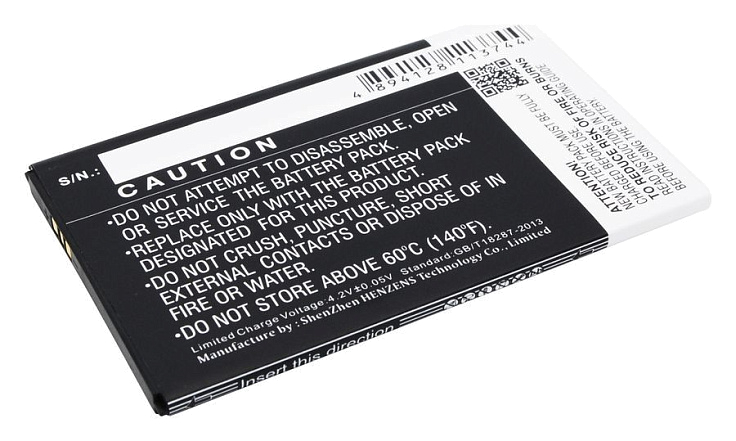 4 894128 113744
S/N.:
CAUTION
•DO NOT ATTEMPT TO DISASSEMBLE, OPEN
OR SERVICE THE BATTERY PACK.
•REPLACE ONLY WITH THE BATTERY PACK
DESIGNATED FOR THIS PRODUCT.
•DO NOT CRUSH, PUNCTURE, SHORT
EXTERNAL CONTACTS OR DISPOSE OF IN
FIRE OR WATER.
•DO NOT STORE ABOVE 60ºC (140ºF).
Limited Charge Voltage:4.2V±0.05V Standard:GB/T18287-2013
Manufacture by : ShenZhen HENZENS Technology Co., Limited
Insert this direction
ATTENTION!
NEW BATTERY PACK MUST BE FULLY
CHARGED BEFORE USE.
TO REDUCE RISK OF FIRE OR BURNS
READ INSTRUCTIONS IN OPERATING GUIDE
BEFORE USING THE BATTERY.